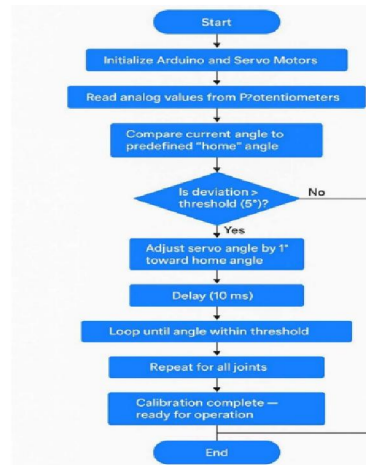 Start
Initialize Arduino and Servo Motors
Read analog values from P?otentiometers
Compare current angle to
predefined "home" angle
Is deviation >
threshold (5°)?
No
Yes
Adjust servo angle by 1°
toward home angle
Delay (10 ms)
Loop until angle within threshold
Repeat for all joints
Calibration complete —
ready for operation
End